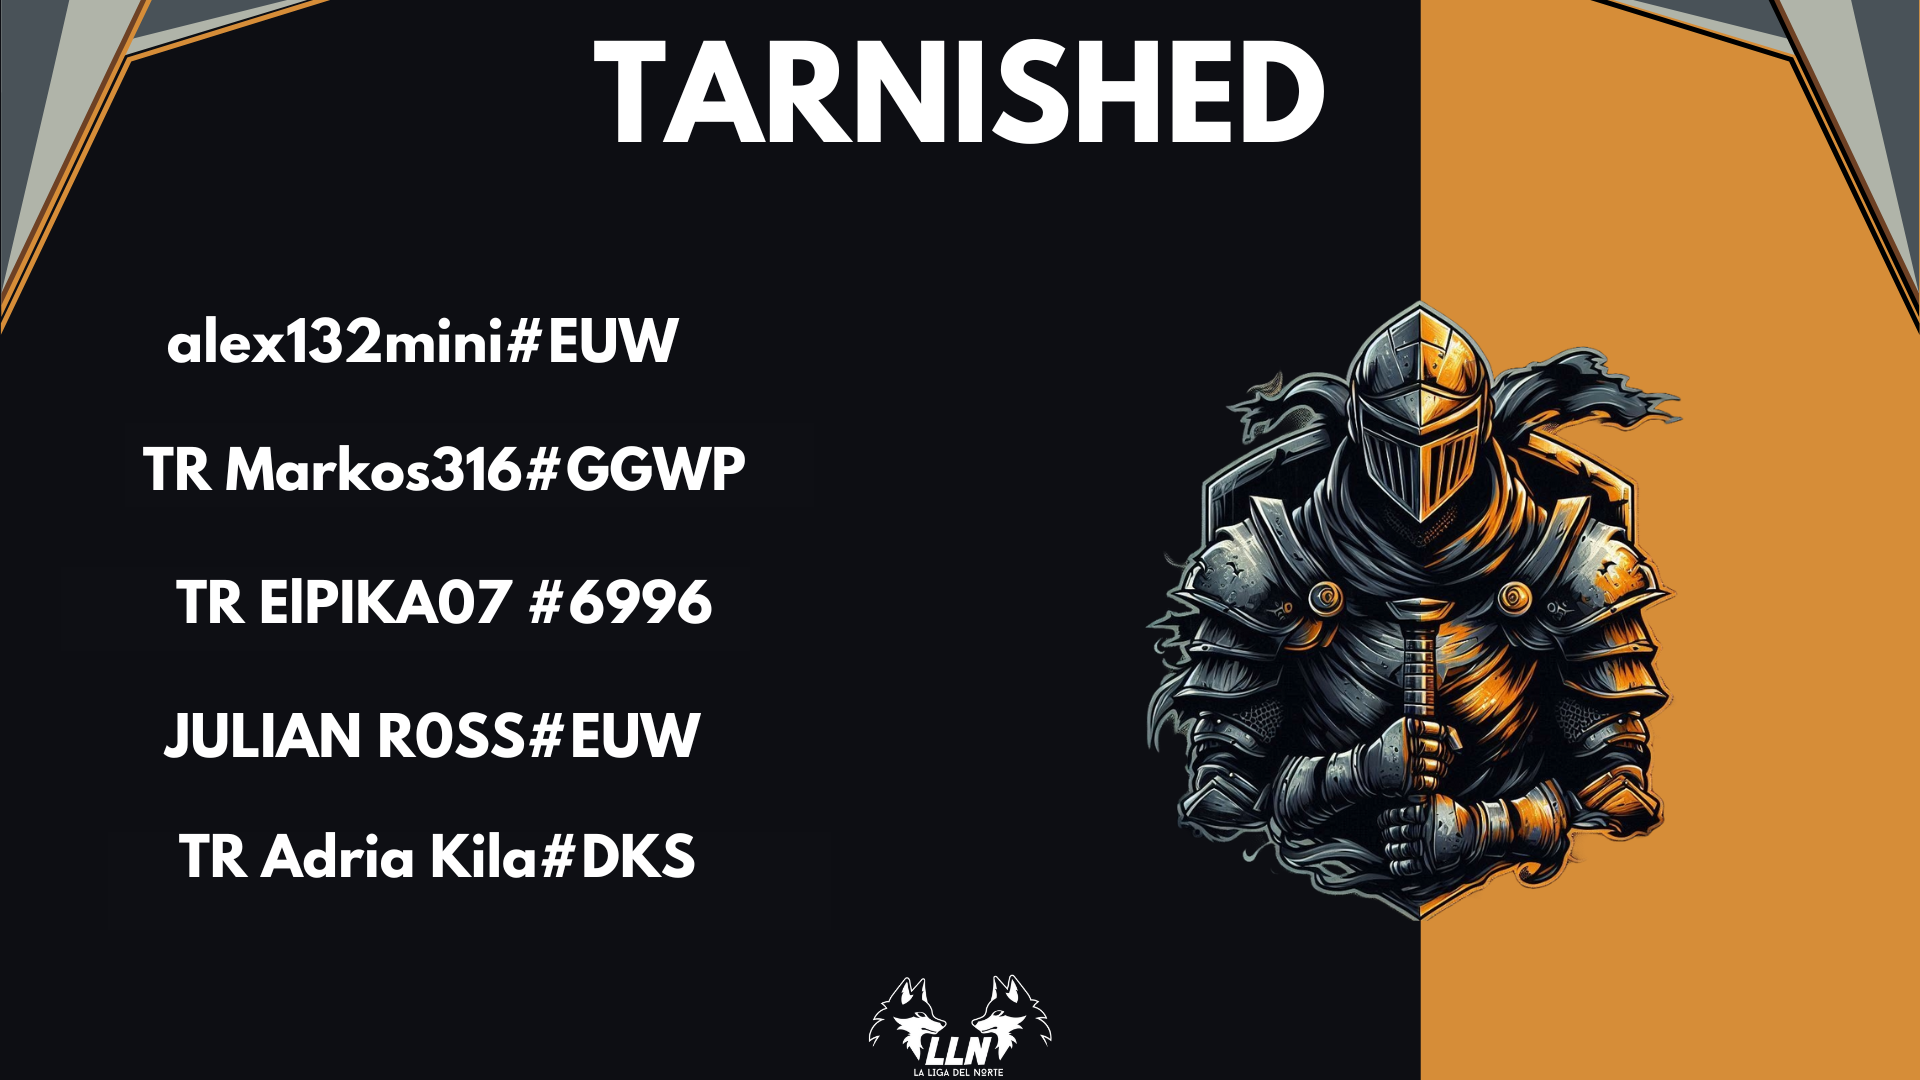 TARNISHED
alex132mini#EUW
TR Markos316#GGWP
TR ElPIKA07 #6996
JULIAN R0SS#EUW
TR Adria Kila#DKS
LLN
LA LIGA DEL NORTE